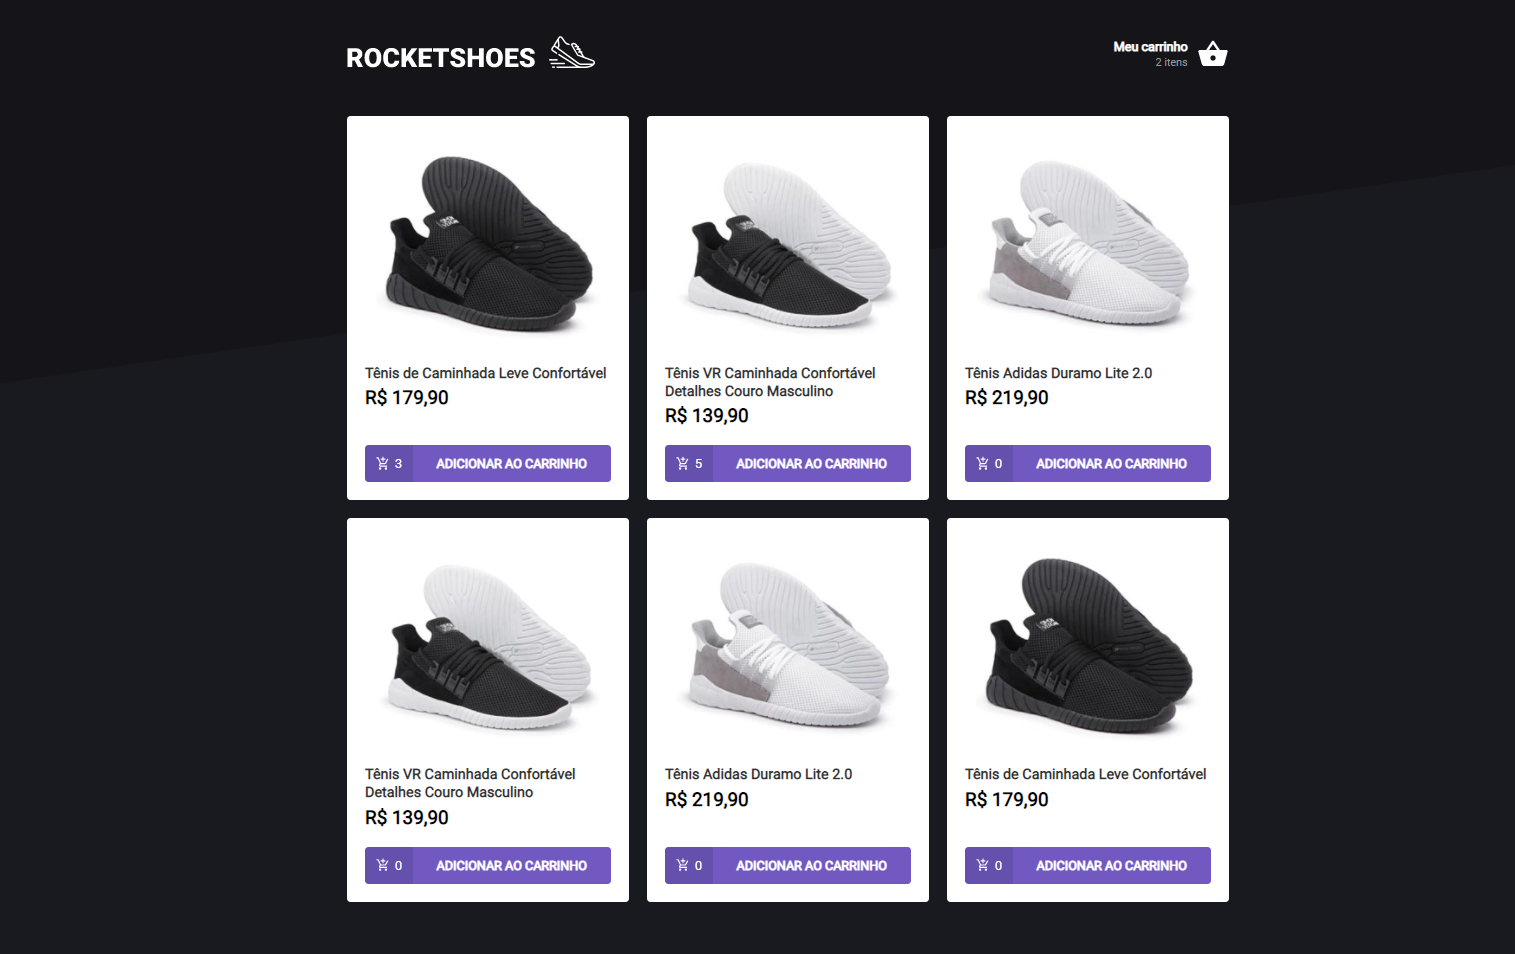 ROCKETSHOES
Meu carrinho
2 itens
Tênis de Caminhada Leve Confortável
R$ 179,90
3 ADICIONAR AO CARRINHO
Tênis VR Caminhada Confortável
Detalhes Couro Masculino
R$ 139,90
5 ADICIONAR AO CARRINHO
Tênis Adidas Duramo Lite 2.0
R$ 219,90
0 ADICIONAR AO CARRINHO
Tênis VR Caminhada Confortável
Detalhes Couro Masculino
R$ 139,90
0 ADICIONAR AO CARRINHO
Tênis Adidas Duramo Lite 2.0
R$ 219,90
0 ADICIONAR AO CARRINHO
Tênis de Caminhada Leve Confortável
R$ 179,90
0 ADICIONAR AO CARRINHO